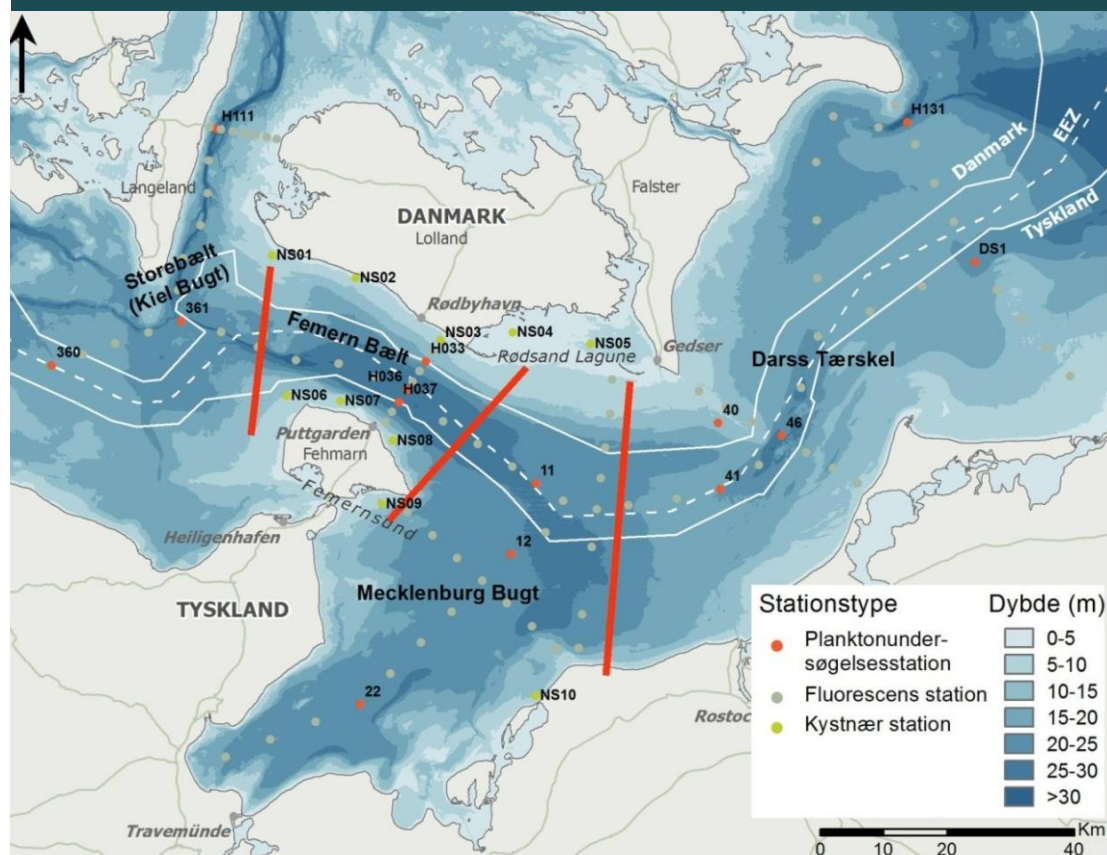 H111
H131
Danmark
EEZ
Tyskland
Langeland
Falster
DANMARK
Lolland
DS1
NS01
NS02
Storebælt
(Kiel Bugt)
361
Rødbyhavn
Femern Bælt
NS03
NS04
NS05
H033
Rødsand Lagune
Gedser
Darss Tærskel
360
H036
H037
NS06
NS07
Puttgarden
Fehmarn
NS08
40
46
11
41
NS09
Femernsund
Heiligenhafen
12
Mecklenburg Bugt
TYSKLAND
22
NS10
Rostoc
Travemünde
Stationstype
Planktonunder-
søgelsesstation
Fluorescens station
Kystnær station
Dybde (m)
0-5
5-10
10-15
15-20
20-25
25-30
>30
Km
0 10 20 40